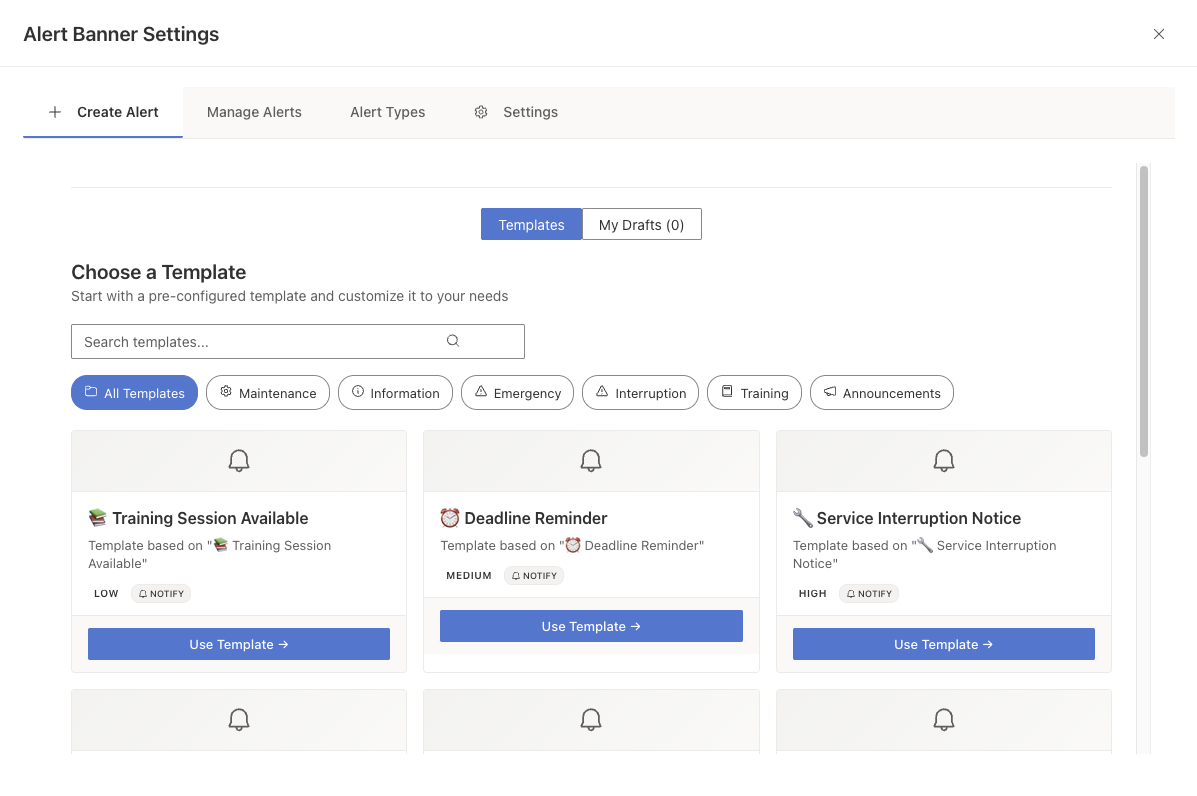 Alert Banner Settings
Create Alert
Manage Alerts
Alert Types
Settings
Templates
My Drafts (0)
Choose a Template
Start with a pre-configured template and customize it to your needs
Search templates...
All Templates
Maintenance
Information
Emergency
Interruption
Training
Announcements
📚 Training Session Available
Template based on "📚 Training Session
Available"
LOW
NOTIFY
Use Template →
⏰ Deadline Reminder
Template based on "⏰ Deadline Reminder"
MEDIUM
NOTIFY
Use Template →
🔧 Service Interruption Notice
Template based on "🔧 Service Interruption
Notice"
HIGH
NOTIFY
Use Template →